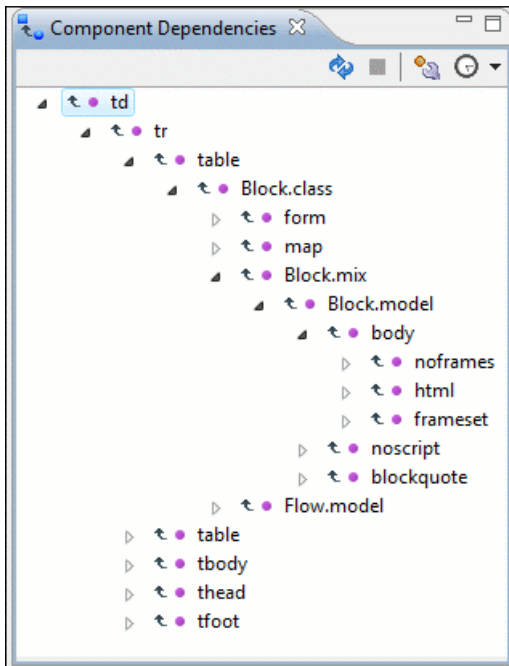 Component Dependencies
td
tr
table
Block.class
form
map
Block.mix
Block.model
body
noframes
html
frameset
noscript
blockquote
Flow.model
table
tbody
thead
tfoot